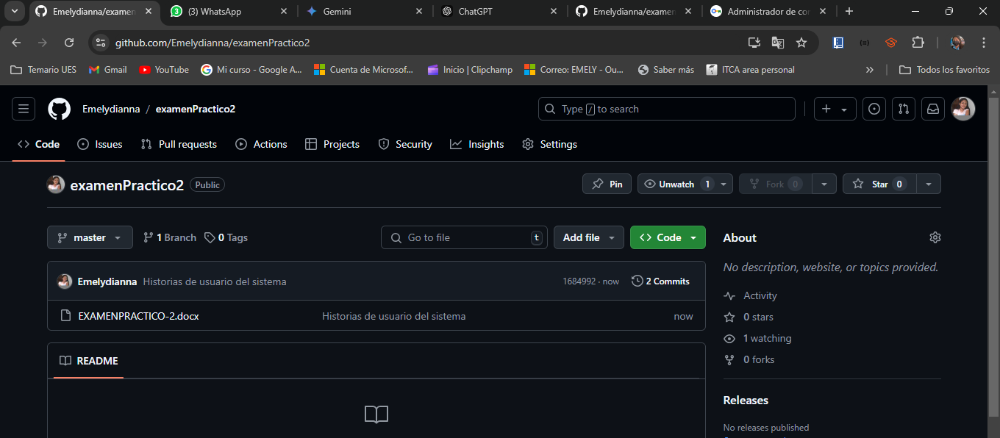 Emelydianna/examen
(3) WhatsApp
Gemini
ChatGPT
Emelydianna/examen
Administrador de co
github.com/Emelydianna/examenPractico2
Temario UES
Gmail
YouTube
Mi curso - Google A...
Cuenta de Microsof...
Inicio | Clipchamp
Correo: EMELY - Ou...
Saber más
ITCA area personal
»
Todos los favoritos
Emelydianna / examenPractico2
Type / to search
Code
Issues
Pull requests
Actions
Projects
Security
Insights
Settings
examenPractico2 Public
Pin
Unwatch 1
Fork 0
Star 0
master
1 Branch
0 Tags
Go to file t
Add file
Code
About
No description, website, or topics provided.
Emelydianna Historias de usuario del sistema 1684992 · now 2 Commits
EXAMENPRACTICO-2.docx Historias de usuario del sistema now
Activity
0 stars
1 watching
0 forks
README
Releases
No releases published